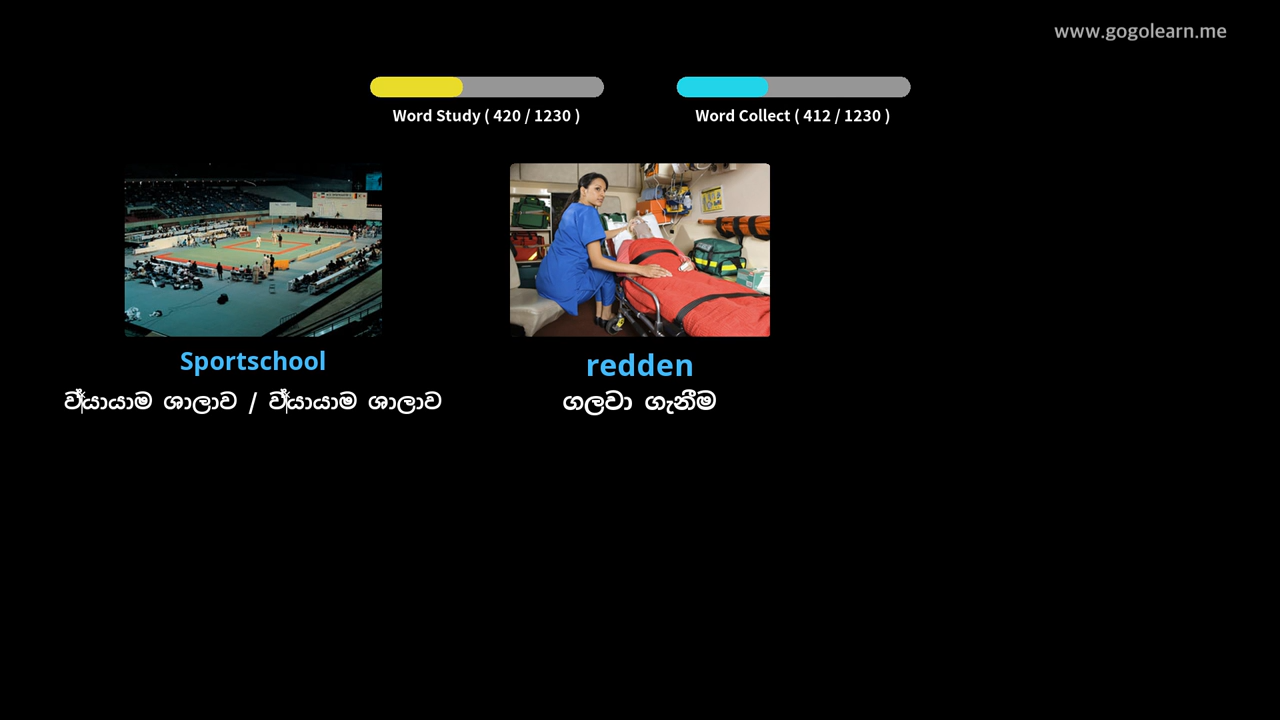 www.gogolearn.me
Word Study ( 420 / 1230 )
Word Collect ( 412 / 1230 )
Sportschool
ව්‍යායාම ශාලාව / ව්‍යායාම ශාලාව
redden
ගලවා ගැනීම